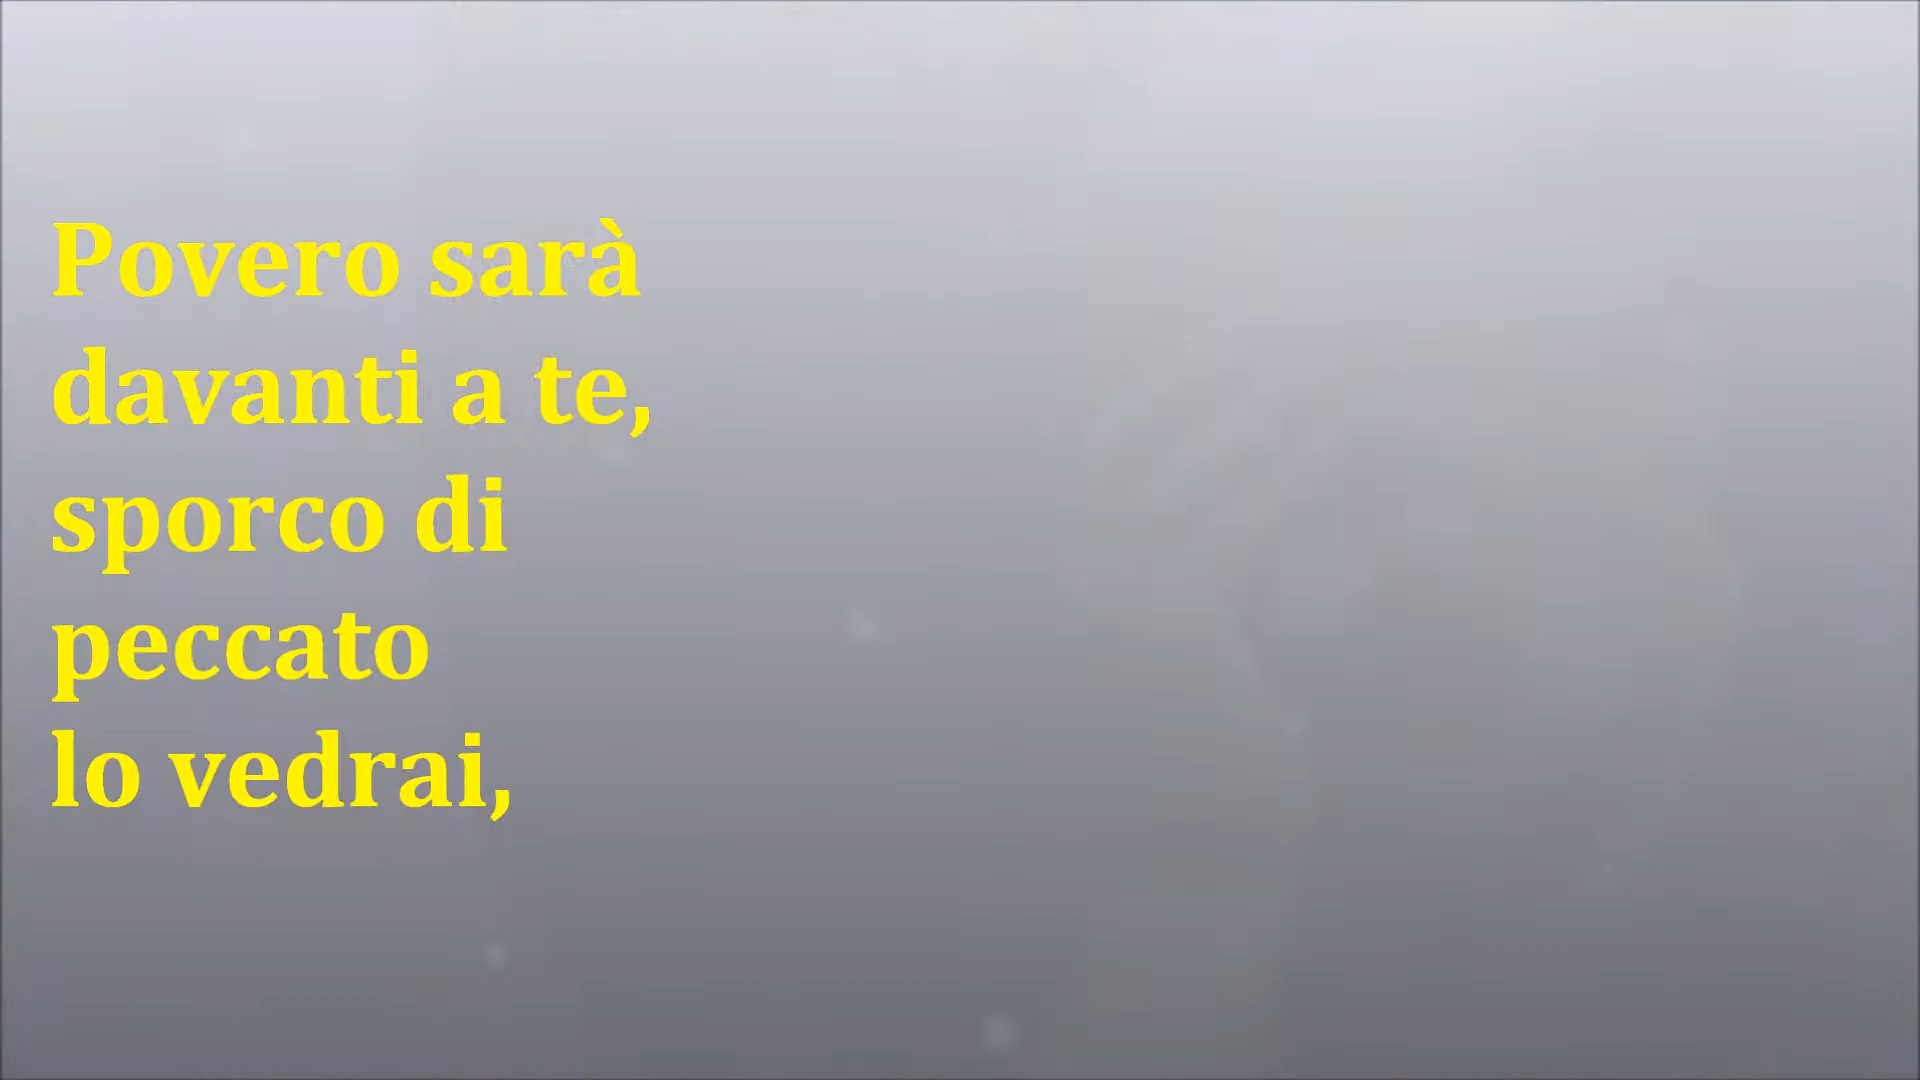 Povero sarà
davanti a te,
sporco di
peccato
lo vedrai,